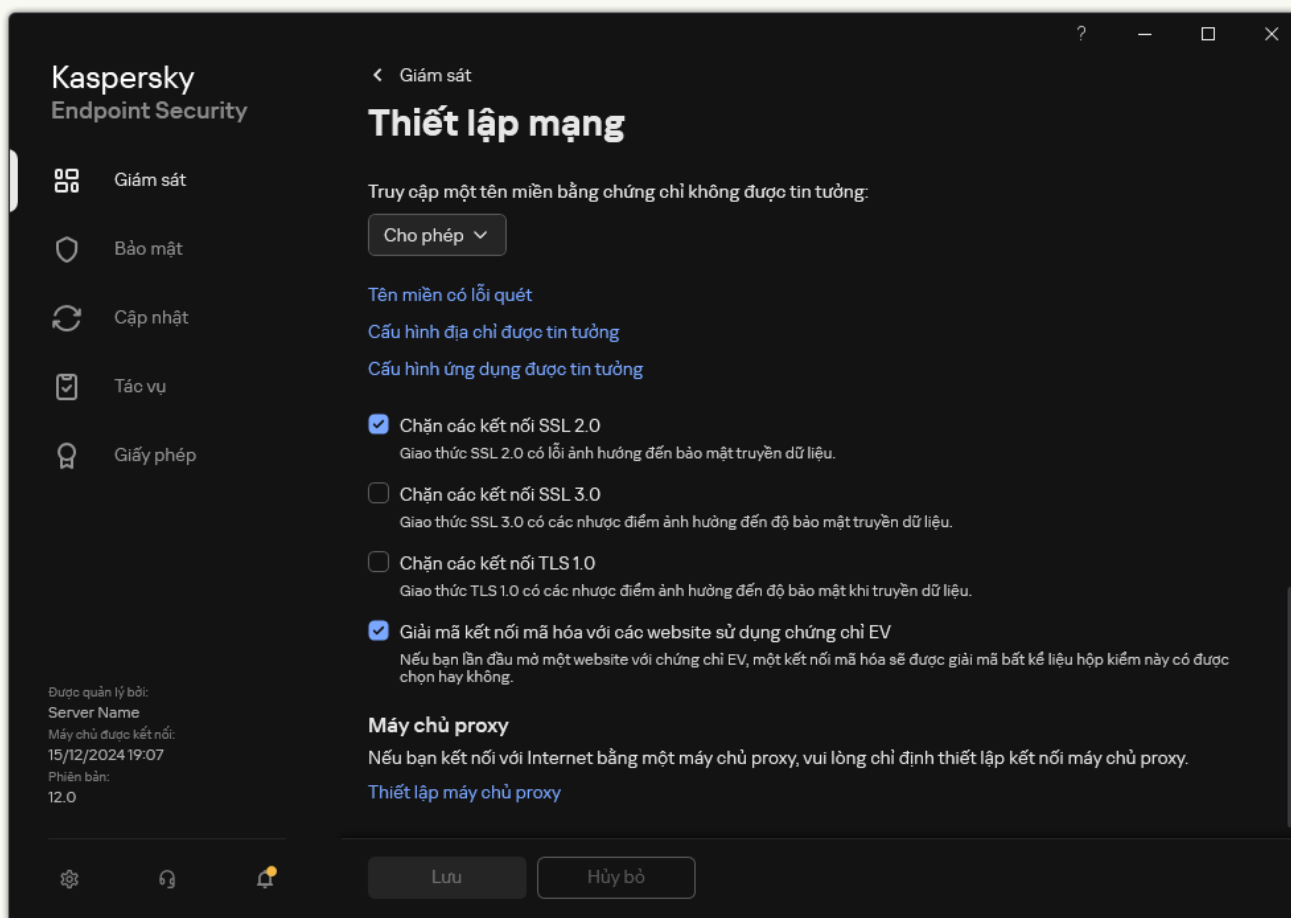 ?
Kaspersky
Endpoint Security
Giám sát
Bảo mật
Cập nhật
Tác vụ
Giấy phép
Được quản lý bởi:
Server Name
Máy chủ được kết nối:
15/12/2024 19:07
Phiên bản:
12.0
Giám sát
Thiết lập mạng
Truy cập một tên miền bằng chứng chỉ không được tin tưởng:
Cho phép
Tên miền có lỗi quét
Cấu hình địa chỉ được tin tưởng
Cấu hình ứng dụng được tin tưởng
Chặn các kết nối SSL 2.0
Giao thức SSL 2.0 có lỗi ảnh hướng đến bảo mật truyền dữ liệu.
Chặn các kết nối SSL 3.0
Giao thức SSL 3.0 có các nhược điểm ảnh hưởng đến độ bảo mật truyền dữ liệu.
Chặn các kết nối TLS 1.0
Giao thức TLS 1.0 có các nhược điểm ảnh hưởng đến độ bảo mật khi truyền dữ liệu.
Giải mã kết nối mã hóa với các website sử dụng chứng chỉ EV
Nếu bạn lần đầu mở một website với chứng chỉ EV, một kết nối mã hóa sẽ được giải mã bất kể liệu hộp kiểm này có được
chọn hay không.
Máy chủ proxy
Nếu bạn kết nối với Internet bằng một máy chủ proxy, vui lòng chỉ định thiết lập kết nối máy chủ proxy.
Thiết lập máy chủ proxy
Lưu
Hủy bỏ